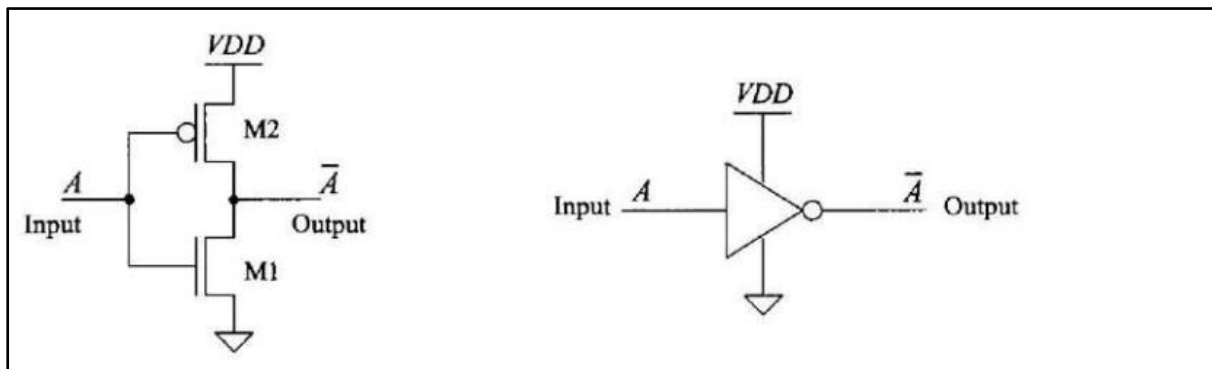 VDD
M2
A
A̅
Input
Output
M1
VDD
Input A
A̅ Output